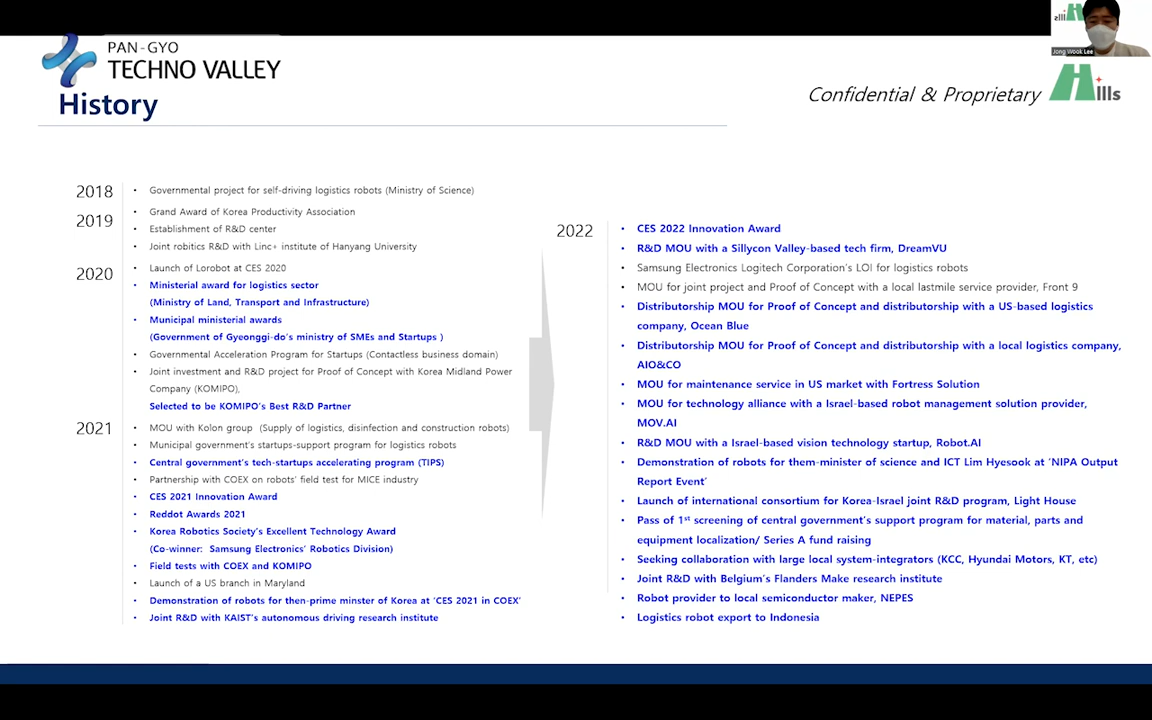 PAN-GYO
TECHNO VALLEY
History
Confidential & Proprietary
Hills
Jong Wook Lee
2018
• Governmental project for self-driving logistics robots (Ministry of Science)
2019
• Grand Award of Korea Productivity Association
• Establishment of R&D center
• Joint robitics R&D with Linc+ institute of Hanyang University
2020
• Launch of Lorobot at CES 2020
• Ministerial award for logistics sector
(Ministry of Land, Transport and Infrastructure)
• Municipal ministerial awards
(Government of Gyeonggi-do's ministry of SMEs and Startups )
• Governmental Acceleration Program for Startups (Contactless business domain)
• Joint investment and R&D project for Proof of Concept with Korea Midland Power
Company (KOMIPO),
Selected to be KOMIPO's Best R&D Partner
2021
• MOU with Kolon group (Supply of logistics, disinfection and construction robots)
• Municipal government's startups-support program for logistics robots
• Central government's tech-startups accelerating program (TIPS)
• Partnership with COEX on robots' field test for MICE industry
• CES 2021 Innovation Award
• Reddot Awards 2021
• Korea Robotics Society's Excellent Technology Award
(Co-winner: Samsung Electronics' Robotics Division)
• Field tests with COEX and KOMIPO
• Launch of a US branch in Maryland
• Demonstration of robots for then-prime minster of Korea at 'CES 2021 in COEX'
• Joint R&D with KAIST's autonomous driving research institute
2022
• CES 2022 Innovation Award
• R&D MOU with a Sillycon Valley-based tech firm, DreamVU
• Samsung Electronics Logitech Corporation's LOI for logistics robots
• MOU for joint project and Proof of Concept with a local lastmile service provider, Front 9
• Distributorship MOU for Proof of Concept and distributorship with a US-based logistics
company, Ocean Blue
• Distributorship MOU for Proof of Concept and distributorship with a local logistics company,
AIO&CO
• MOU for maintenance service in US market with Fortress Solution
• MOU for technology alliance with a Israel-based robot management solution provider,
MOV.AI
• R&D MOU with a Israel-based vision technology startup, Robot.AI
• Demonstration of robots for them-minister of science and ICT Lim Hyesook at 'NIPA Output
Report Event'
• Launch of international consortium for Korea-Israel joint R&D program, Light House
• Pass of 1st screening of central government's support program for material, parts and
equipment localization/ Series A fund raising
• Seeking collaboration with large local system-integrators (KCC, Hyundai Motors, KT, etc)
• Joint R&D with Belgium's Flanders Make research institute
• Robot provider to local semiconductor maker, NEPES
• Logistics robot export to Indonesia